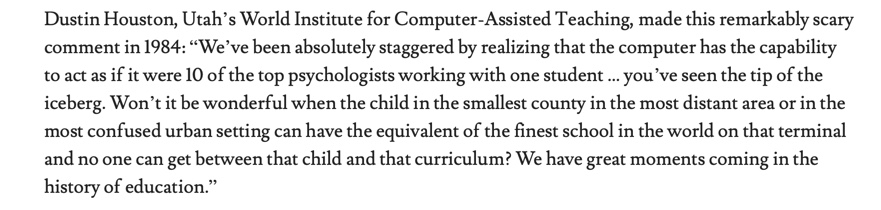 Dustin Houston, Utah’s World Institute for Computer-Assisted Teaching, made this remarkably scary
comment in 1984: “We’ve been absolutely staggered by realizing that the computer has the capability
to act as if it were 10 of the top psychologists working with one student ... you’ve seen the tip of the
iceberg. Won’t it be wonderful when the child in the smallest county in the most distant area or in the
most confused urban setting can have the equivalent of the finest school in the world on that terminal
and no one can get between that child and that curriculum? We have great moments coming in the
history of education.”